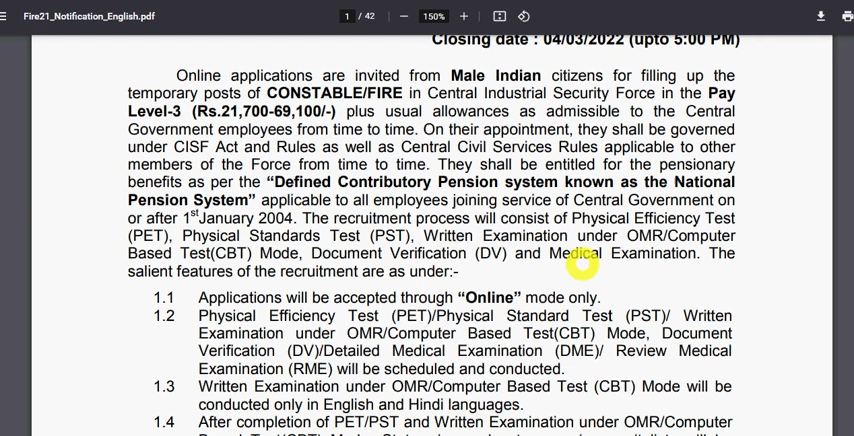 Fire21_Notification_English.pdf
1 / 42
150%
Closing date : 04/03/2022 (upto 5:00 PM)
Online applications are invited from Male Indian citizens for filling up the
temporary posts of CONSTABLE/FIRE in Central Industrial Security Force in the Pay
Level-3 (Rs.21,700-69,100/-) plus usual allowances as admissible to the Central
Government employees from time to time. On their appointment, they shall be governed
under CISF Act and Rules as well as Central Civil Services Rules applicable to other
members of the Force from time to time. They shall be entitled for the pensionary
benefits as per the “Defined Contributory Pension system known as the National
Pension System” applicable to all employees joining service of Central Government on
or after 1st January 2004. The recruitment process will consist of Physical Efficiency Test
(PET), Physical Standards Test (PST), Written Examination under OMR/Computer
Based Test(CBT) Mode, Document Verification (DV) and Medical Examination. The
salient features of the recruitment are as under:-
1.1 Applications will be accepted through “Online” mode only.
1.2 Physical Efficiency Test (PET)/Physical Standard Test (PST)/ Written
Examination under OMR/Computer Based Test(CBT) Mode, Document
Verification (DV)/Detailed Medical Examination (DME)/ Review Medical
Examination (RME) will be scheduled and conducted.
1.3 Written Examination under OMR/Computer Based Test (CBT) Mode will be
conducted only in English and Hindi languages.
1.4 After completion of PET/PST and Written Examination under OMR/Computer